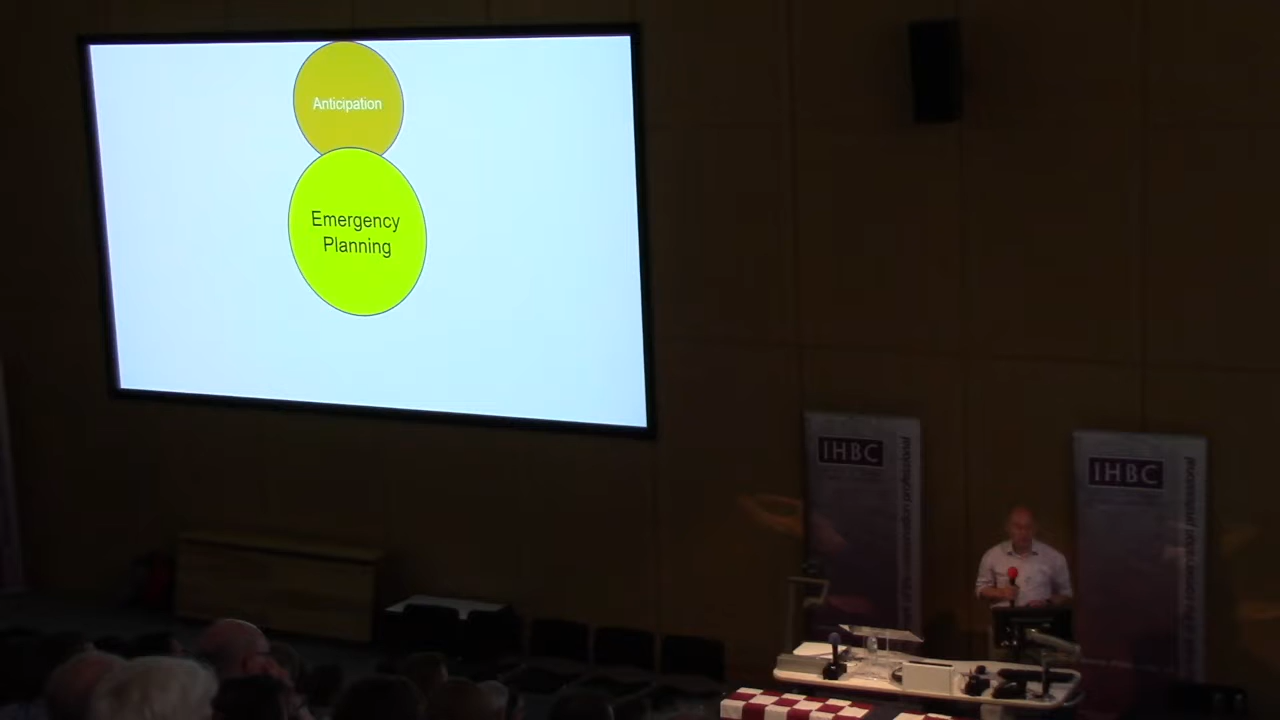 Anticipation
Emergency
Planning
IHBC
IHBC